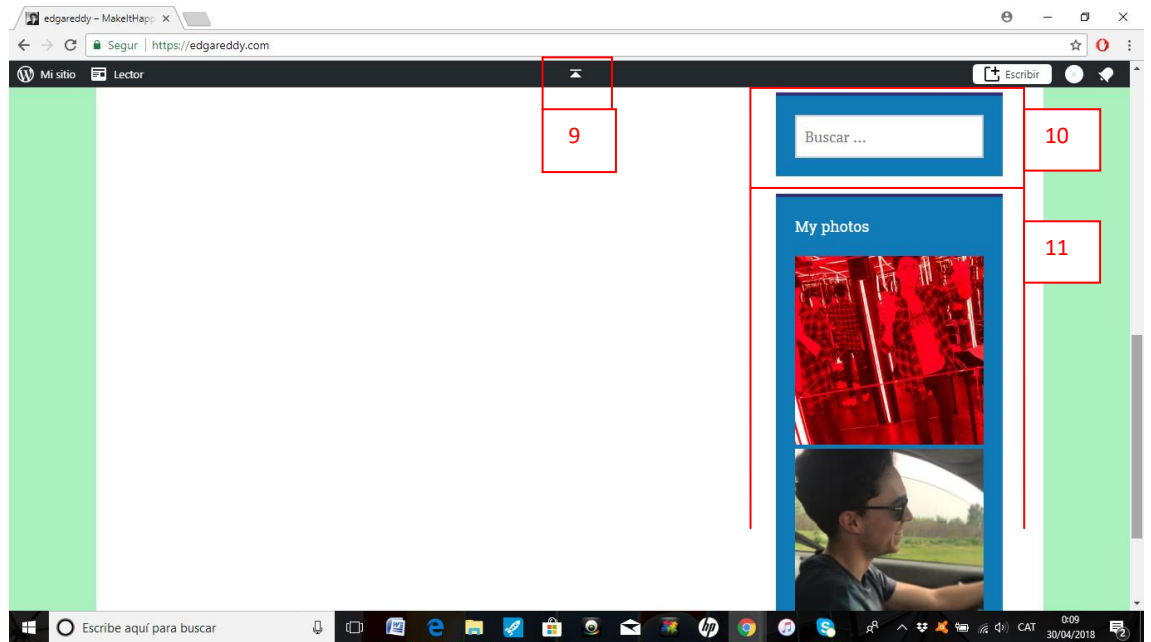 edgareddy – MakeItHapp
Segur | https://edgareddy.com
Mi sitio Lector Escribir
9
Buscar ...
10
My photos
11
Escribe aquí para buscar
CAT
0:09
30/04/2018
2